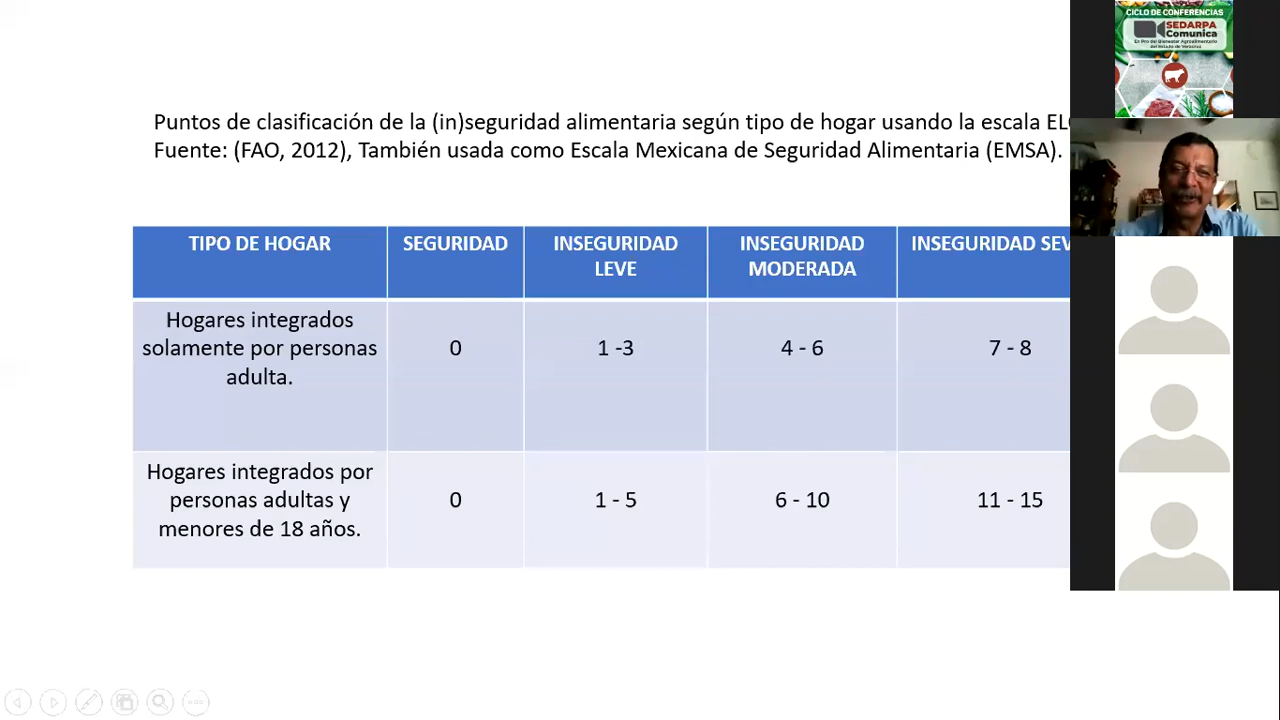 CICLO DE CONFERENCIAS
SEDARPA
Comunica
En Pro del Bienestar Agroalimentario
del Estado de Veracruz
Puntos de clasificación de la (in)seguridad alimentaria según tipo de hogar usando la escala
Fuente: (FAO, 2012), También usada como Escala Mexicana de Seguridad Alimentaria (EMSA).
TIPO DE HOGAR
SEGURIDAD
INSEGURIDAD
LEVE
INSEGURIDAD
MODERADA
INSEGURIDAD
Hogares integrados
solamente por personas
adulta.
0
1 -3
4 - 6
7 - 8
Hogares integrados por
personas adultas y
menores de 18 años.
0
1 - 5
6 - 10
11 - 15